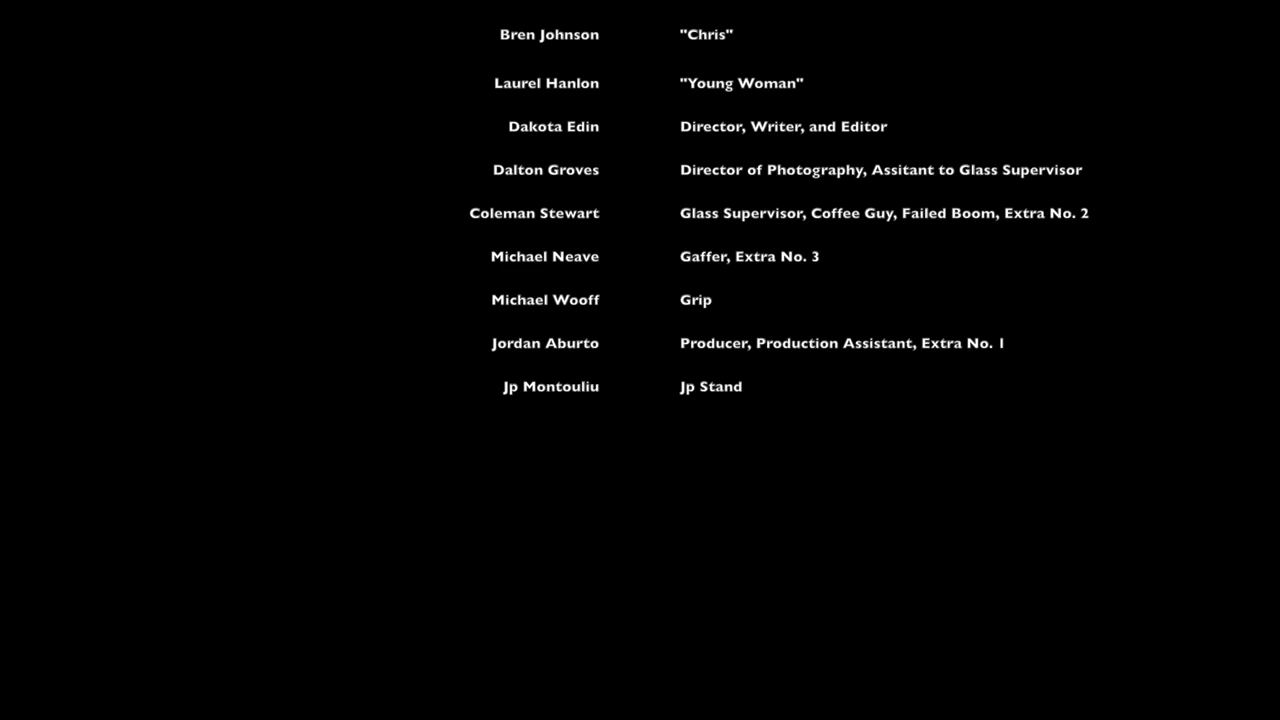 Bren Johnson "Chris"
Laurel Hanlon "Young Woman"
Dakota Edin Director, Writer, and Editor
Dalton Groves Director of Photography, Assitant to Glass Supervisor
Coleman Stewart Glass Supervisor, Coffee Guy, Failed Boom, Extra No. 2
Michael Neave Gaffer, Extra No. 3
Michael Wooff Grip
Jordan Aburto Producer, Production Assistant, Extra No. 1
Jp Montouliu Jp Stand